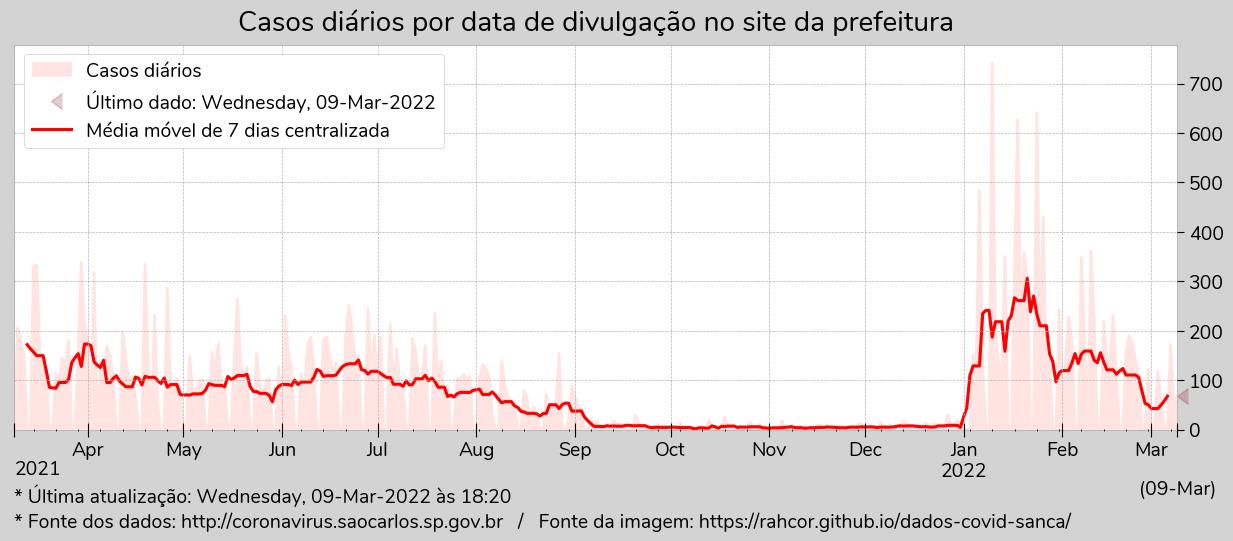 Casos diários por data de divulgação no site da prefeitura
Casos diários
Último dado: Wednesday, 09-Mar-2022
Média móvel de 7 dias centralizada
700
600
500
400
300
200
100
0
Apr May Jun Jul Aug Sep Oct Nov Dec Jan Feb Mar
2021 2022
(09-Mar)
* Última atualização: Wednesday, 09-Mar-2022 às 18:20
* Fonte dos dados: http://coronavirus.saocarlos.sp.gov.br / Fonte da imagem: https://rahcor.github.io/dados-covid-sanca/